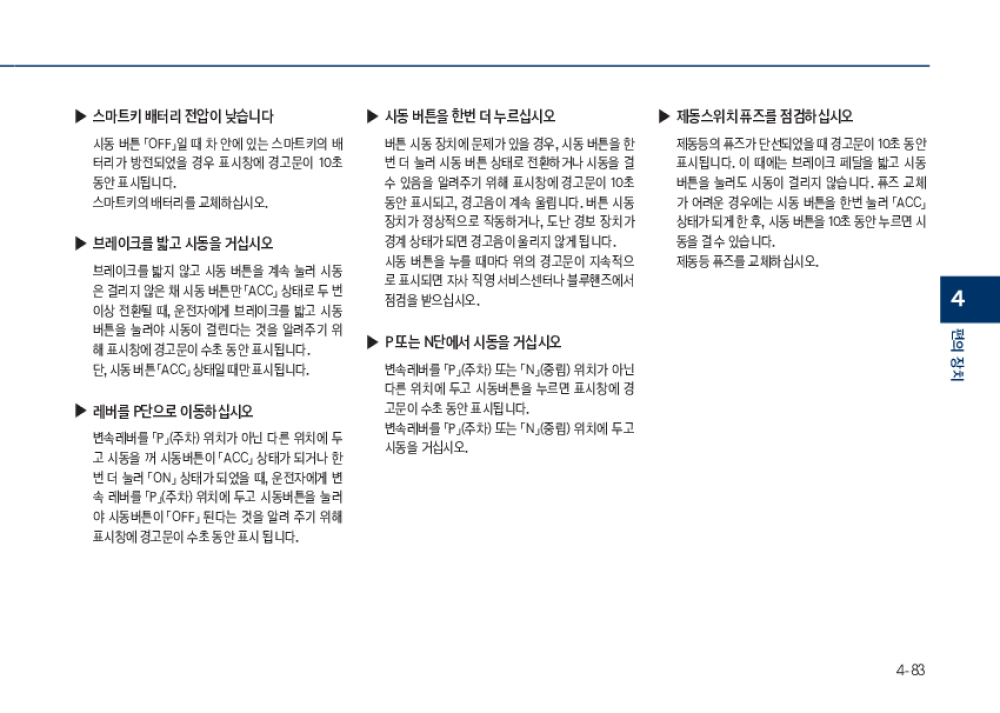 ▶ 스마트키 배터리 전압이 낮습니다
시동 버튼 「OFF」일 때 차 안에 있는 스마트키의 배
터리가 방전되었을 경우 표시창에 경고문이 10초
동안 표시됩니다.
스마트키의 배터리를 교체하십시오.
▶ 브레이크를 밟고 시동을 거십시오
브레이크를 밟지 않고 시동 버튼을 계속 눌러 시동
은 걸리지 않은 채 시동 버튼만 「ACC」 상태로 두 번
이상 전환될 때, 운전자에게 브레이크를 밟고 시동
버튼을 눌러야 시동이 걸린다는 것을 알려주기 위
해 표시창에 경고문이 수초 동안 표시됩니다.
단, 시동 버튼 「ACC」 상태일 때만 표시됩니다.
▶ 레버를 P단으로 이동하십시오
변속레버를 「P」(주차) 위치가 아닌 다른 위치에 두
고 시동을 꺼 시동버튼이 「ACC」 상태가 되거나 한
번 더 눌러 「ON」 상태가 되었을 때, 운전자에게 변
속 레버를 「P」(주차) 위치에 두고 시동버튼을 눌러
야 시동버튼이 「OFF」 된다는 것을 알려 주기 위해
표시창에 경고문이 수초 동안 표시 됩니다.
▶ 시동 버튼을 한번 더 누르십시오
버튼 시동 장치에 문제가 있을 경우, 시동 버튼을 한
번 더 눌러 시동 버튼 상태로 전환하거나 시동을 걸
수 있음을 알려주기 위해 표시창에 경고문이 10초
동안 표시되고, 경고음이 계속 울립니다. 버튼 시동
장치가 정상적으로 작동하거나, 도난 경보 장치가
경계 상태가 되면 경고음이 울리지 않게 됩니다.
시동 버튼을 누를 때마다 위의 경고문이 지속적으
로 표시되면 자사 직영 서비스센터나 블루핸즈에서
점검을 받으십시오.
▶ P 또는 N단에서 시동을 거십시오
변속레버를 「P」(주차) 또는 「N」(중립) 위치가 아닌
다른 위치에 두고 시동버튼을 누르면 표시창에 경
고문이 수초 동안 표시됩니다.
변속레버를 「P」(주차) 또는 「N」(중립) 위치에 두고
시동을 거십시오.
▶ 제동스위치 퓨즈를 점검하십시오
제동등의 퓨즈가 단선되었을 때 경고문이 10초 동안
표시됩니다. 이 때에는 브레이크 페달을 밟고 시동
버튼을 눌러도 시동이 걸리지 않습니다. 퓨즈 교체
가 어려운 경우에는 시동 버튼을 한번 눌러 「ACC」
상태가 되게 한 후, 시동 버튼을 10초 동안 누르면 시
동을 걸 수 있습니다.
제동등 퓨즈를 교체하십시오.
4
편의 장치
4-83